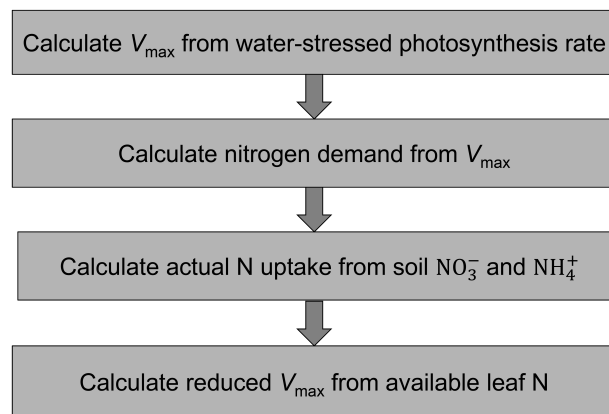 Calculate Vmax from water-stressed photosynthesis rate
Calculate nitrogen demand from Vmax
Calculate actual N uptake from soil NO₃⁻ and NH₄⁺
Calculate reduced Vmax from available leaf N